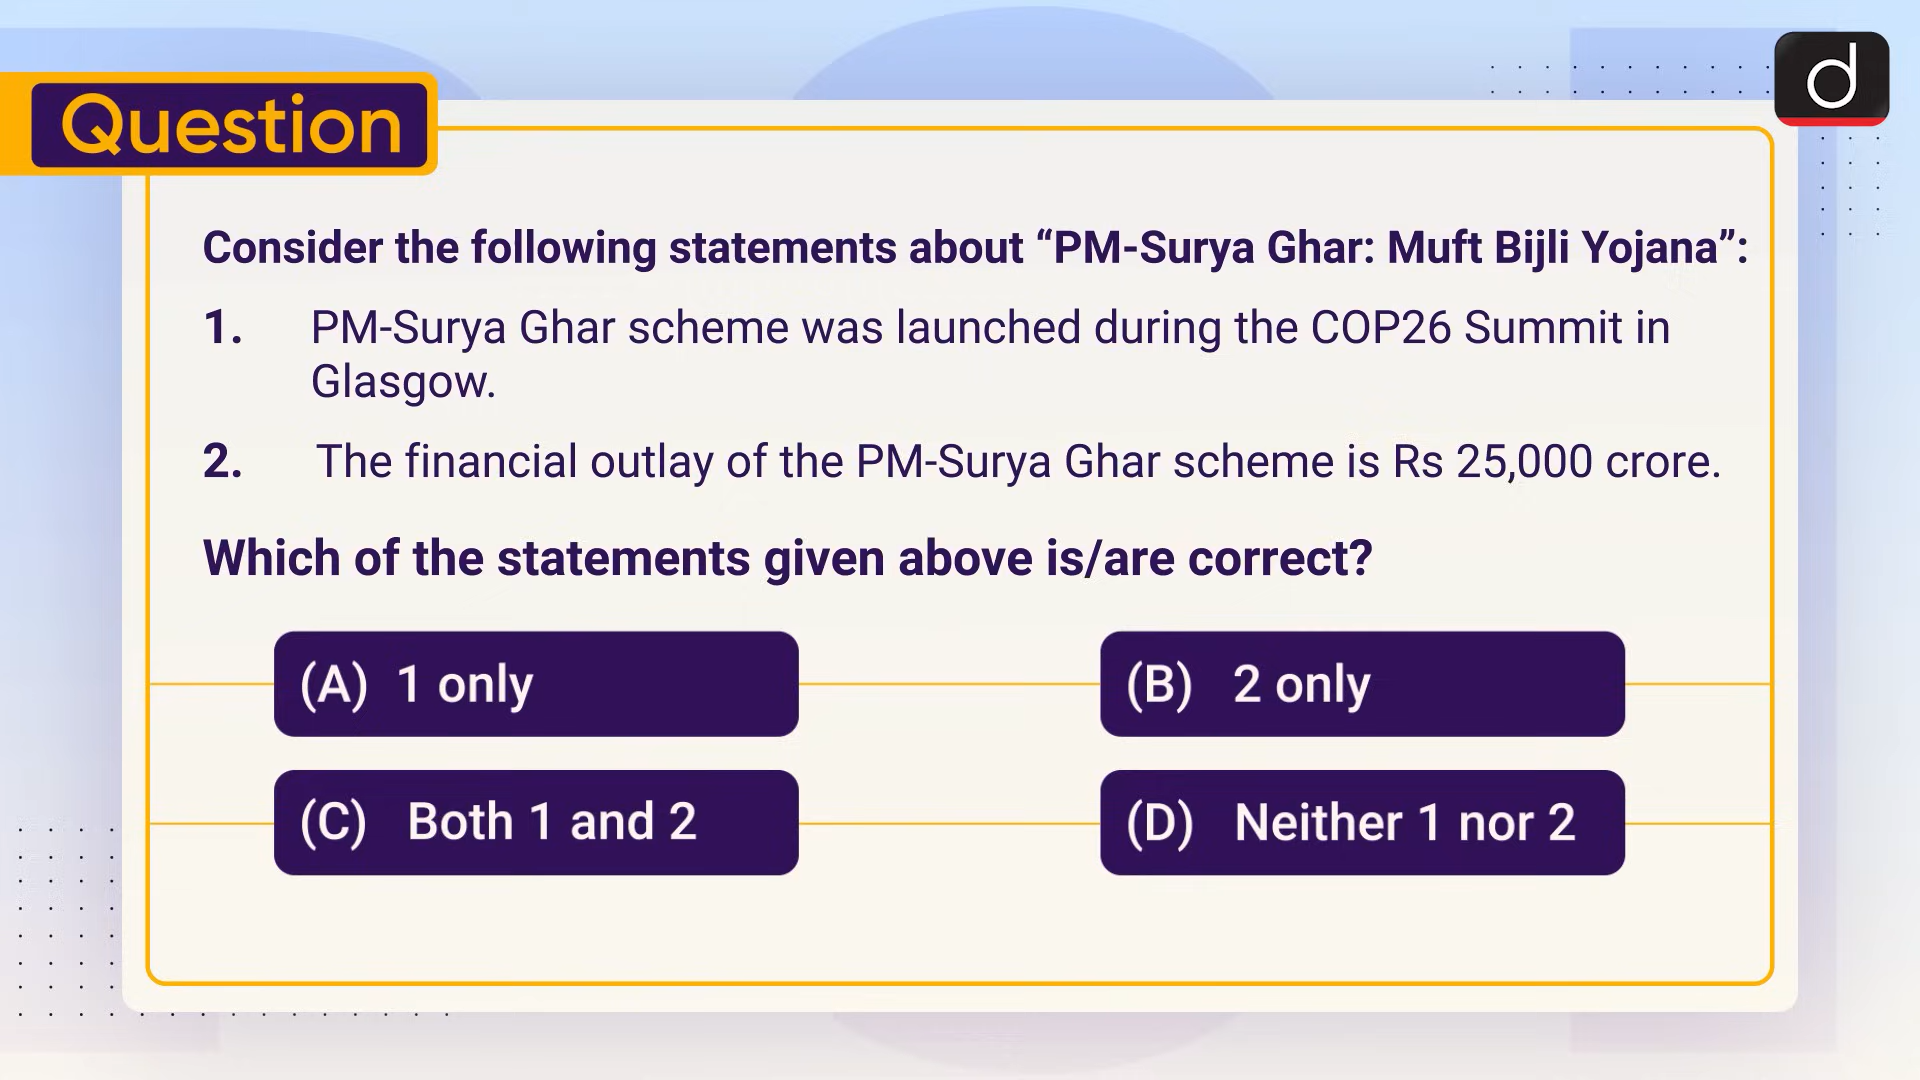 Question
Consider the following statements about “PM-Surya Ghar: Muft Bijli Yojana”:
1. PM-Surya Ghar scheme was launched during the COP26 Summit in
Glasgow.
2. The financial outlay of the PM-Surya Ghar scheme is Rs 25,000 crore.
Which of the statements given above is/are correct?
(A) 1 only
(B) 2 only
(C) Both 1 and 2
(D) Neither 1 nor 2
d